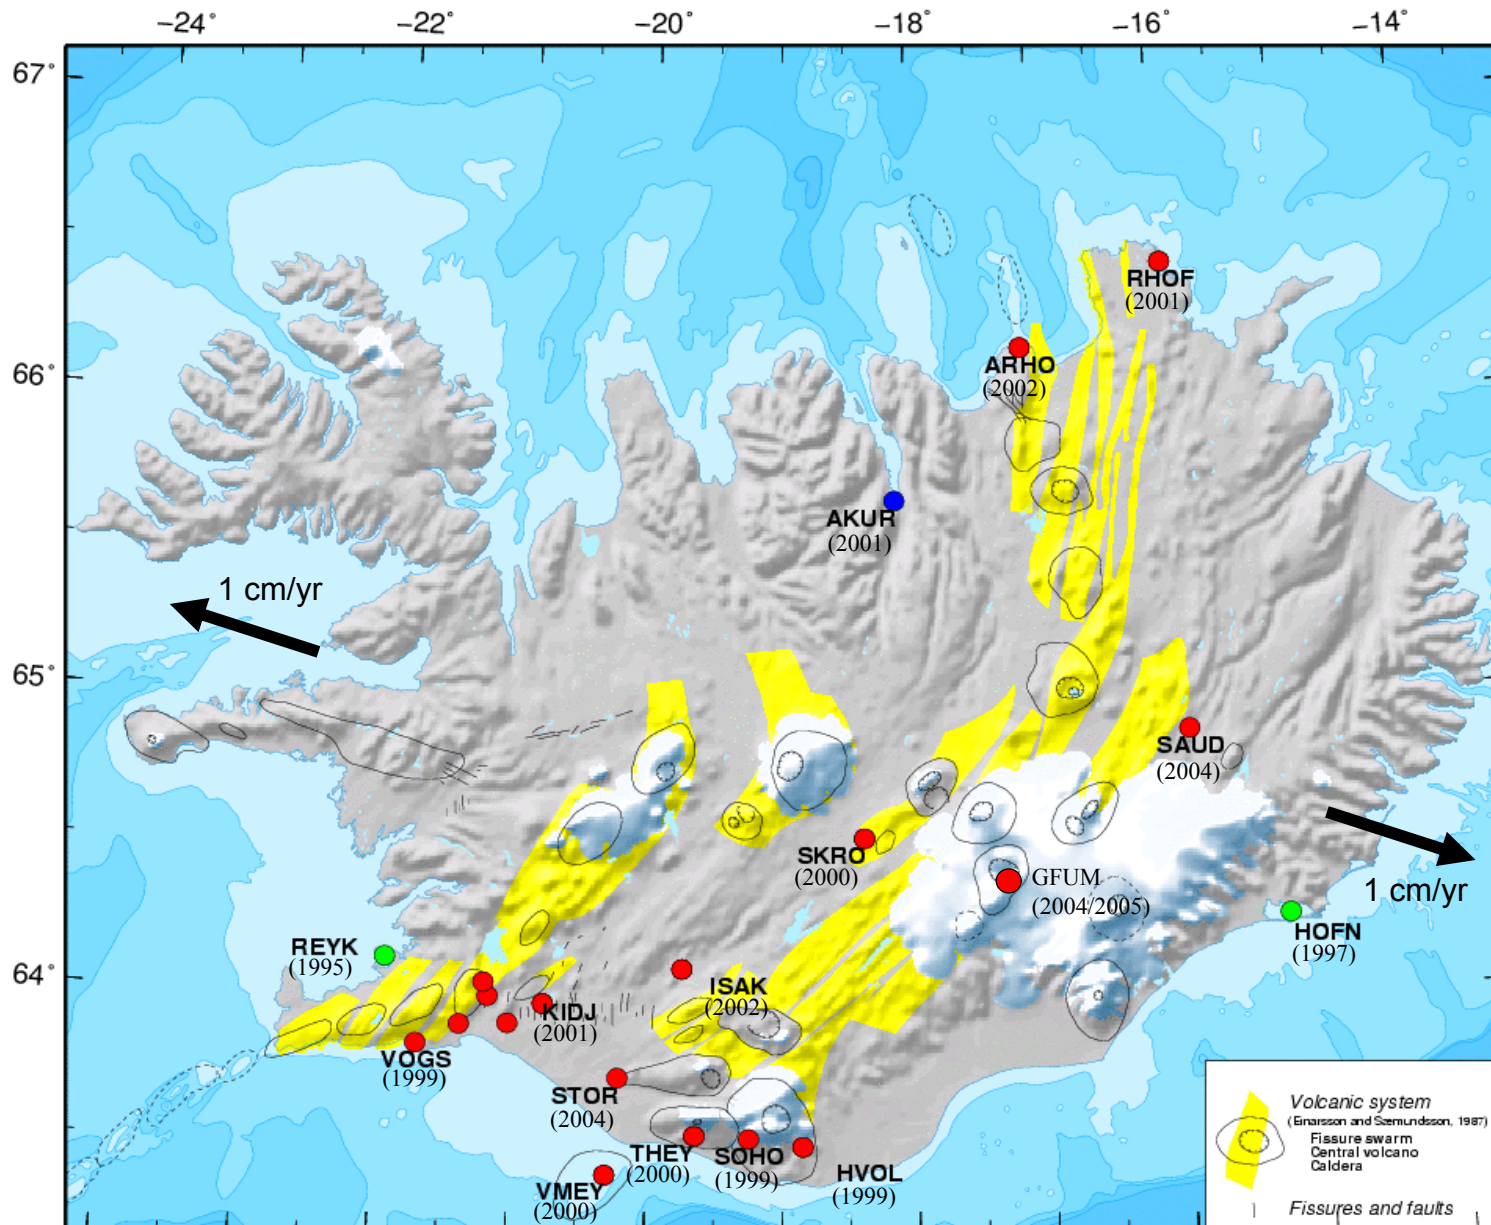 −24° −22° −20° −18° −16° −14°
67°
RHOF
(2001)
66°
ARHO
(2002)
AKUR
(2001)
1 cm/yr
65°
SAUD
(2004)
SKRO
(2000)
GFUM
(2004/2005)
1 cm/yr
HOFN
(1997)
REYK
(1995)
64°
ISAK
(2002)
KIDJ
(2001)
VOGS
(1999)
STOR
(2004)
THEY
(2000)
SOHO
(1999)
HVOL
(1999)
VMEY
(2000)
Volcanic system
(Einarsson and Saemundsson, 1987)
Fissure swarm
Central volcano
Caldera
Fissures and faults